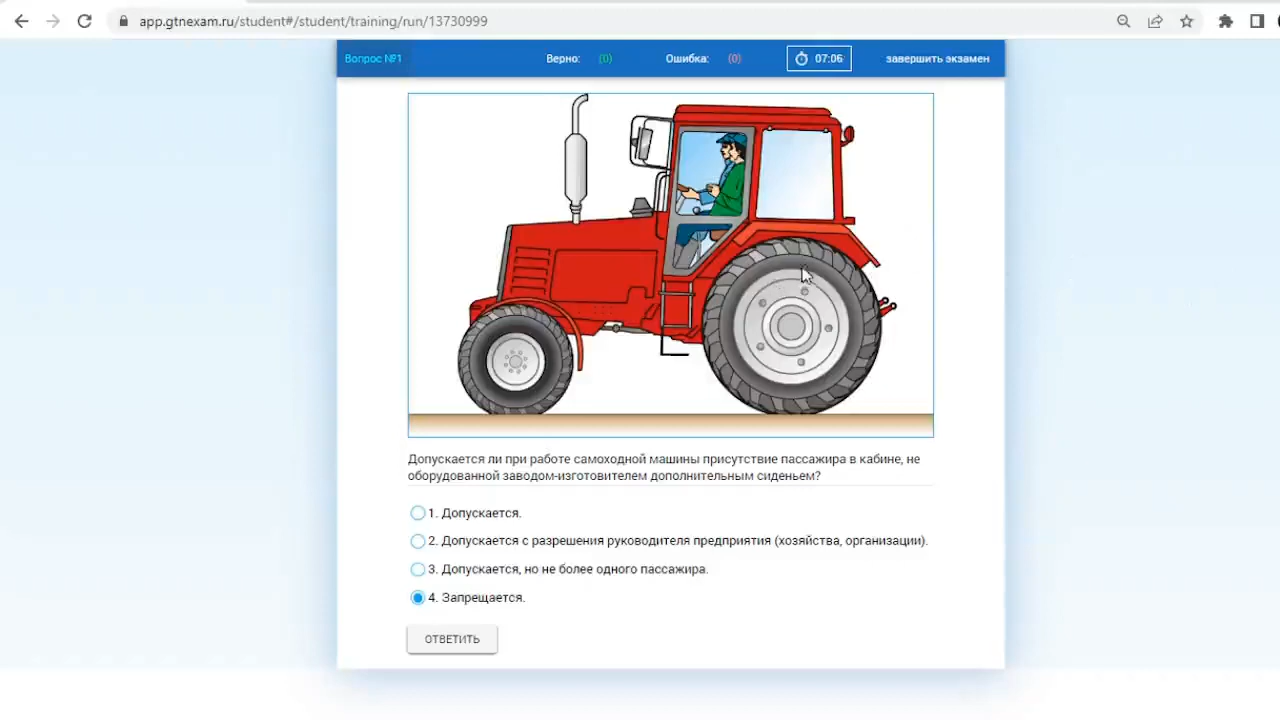 app.gtnexam.ru/student#/student/training/run/13730999
Вопрос №1 Верно: (0) Ошибка: (0) 07:06 завершить экзамен
Допускается ли при работе самоходной машины присутствие пассажира в кабине, не
оборудованной заводом-изготовителем дополнительным сиденьем?
1. Допускается.
2. Допускается с разрешения руководителя предприятия (хозяйства, организации).
3. Допускается, но не более одного пассажира.
4. Запрещается.
ОТВЕТИТЬ